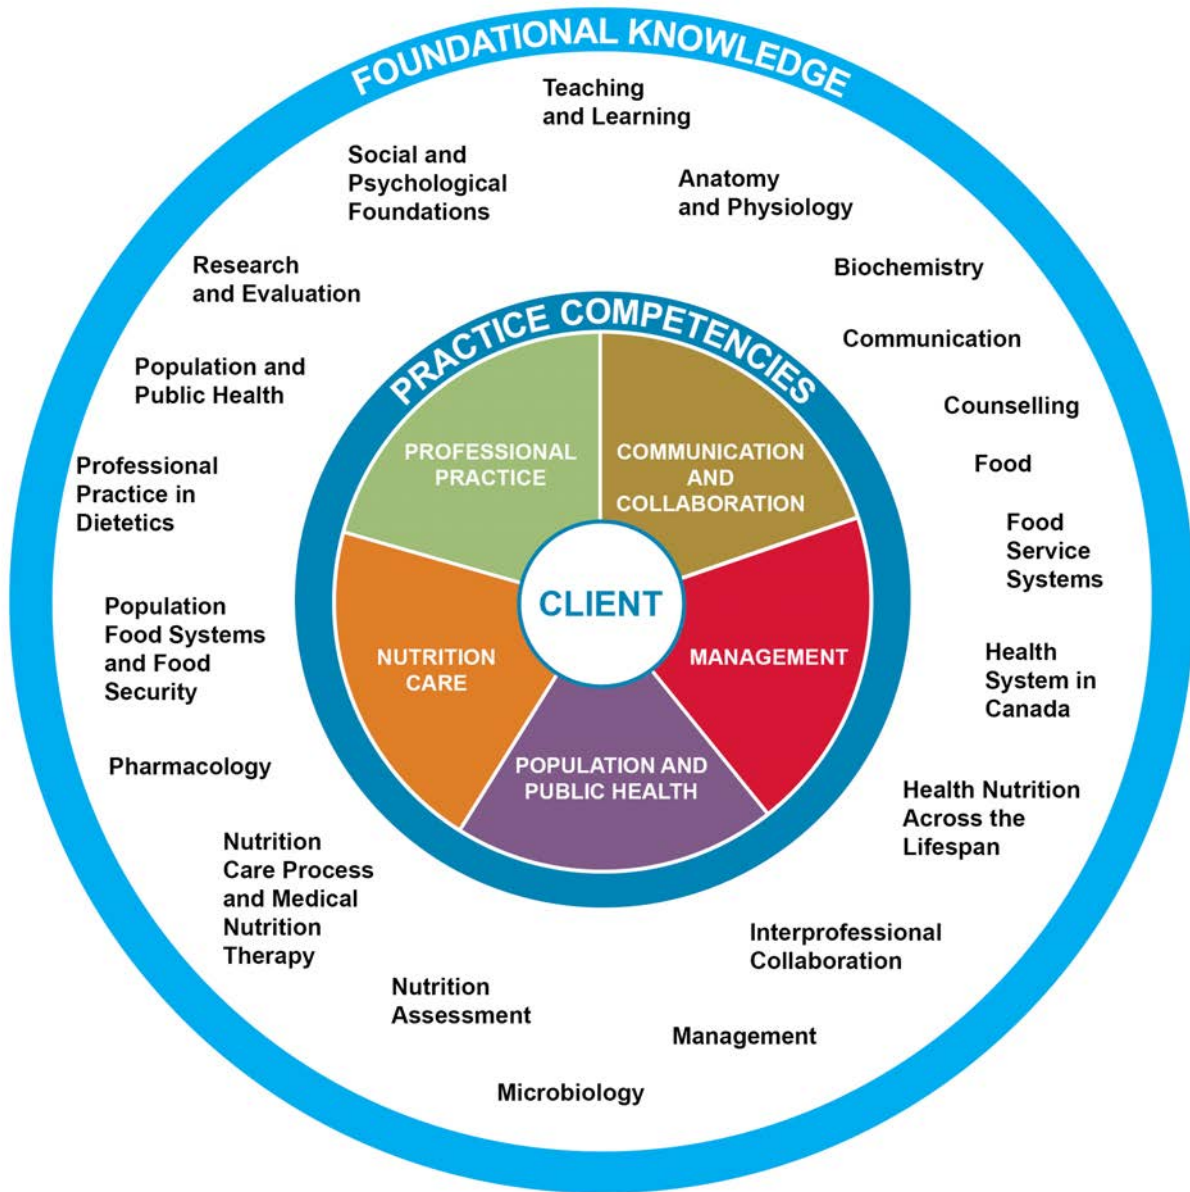 FOUNDATIONAL KNOWLEDGE
Teaching
and Learning
Anatomy
and Physiology
Biochemistry
Communication
Counselling
Food
Food
Service
Systems
Health
System in
Canada
Health Nutrition
Across the
Lifespan
Interprofessional
Collaboration
Management
Microbiology
Nutrition
Assessment
Nutrition
Care Process
and Medical
Nutrition
Therapy
Pharmacology
Population
Food Systems
and Food
Security
Professional
Practice in
Dietetics
Population and
Public Health
Research
and Evaluation
Social and
Psychological
Foundations
PRACTICE COMPETENCIES
PROFESSIONAL
PRACTICE
COMMUNICATION
AND
COLLABORATION
MANAGEMENT
POPULATION AND
PUBLIC HEALTH
NUTRITION
CARE
CLIENT